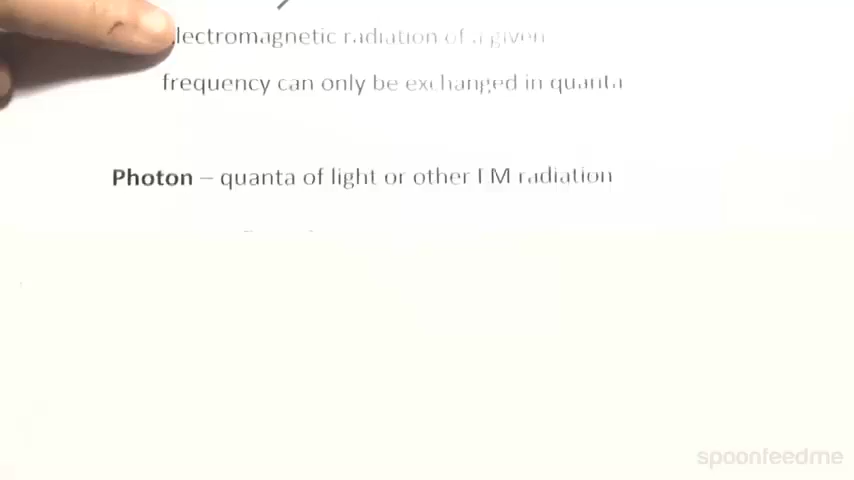 lectromagnetic radiation of a given
frequency can only be exchanged in quanta
Photon – quanta of light or other EM radiation
spoonfeedme